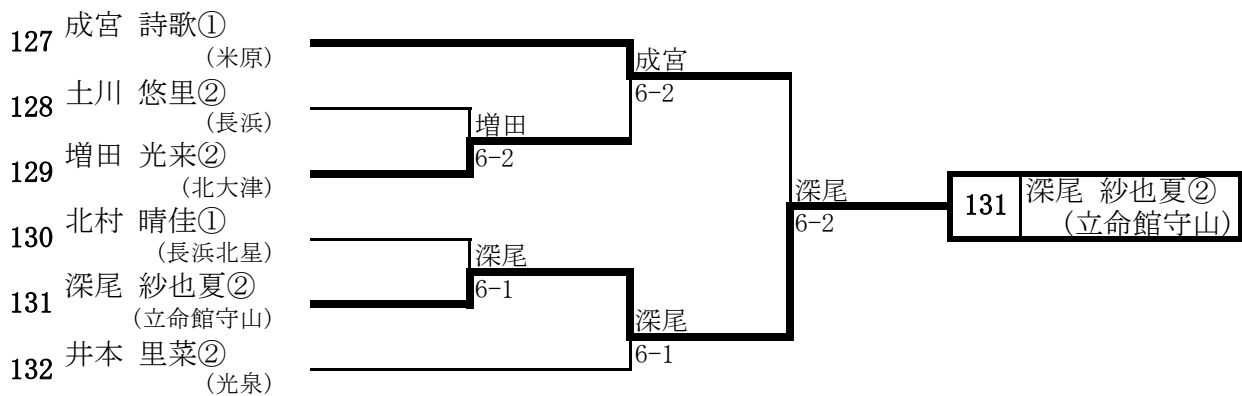 127 成宮 詩歌①
(米原)
128 土川 悠里②
(長浜)
129 増田 光来②
(北大津)
130 北村 晴佳①
(長浜北星)
131 深尾 紗也夏②
(立命館守山)
132 井本 里菜②
(光泉)
増田
6-2
深尾
6-1
成宮
6-2
深尾
6-1
深尾
6-2
131 深尾 紗也夏②
(立命館守山)